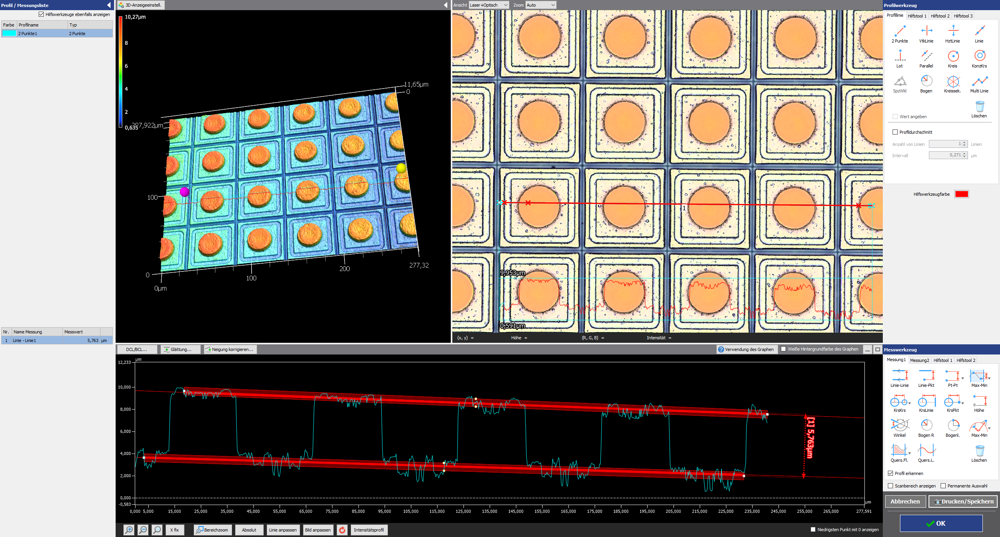 Profil / Messungsliste
Hilfswerkzeuge ebenfalls anzeigen
Farbe Profilname Typ
2 Punkte1 2 Punkte
Nr. Name Messung Messwert
1 Linie - Linie1 5,763 µm
3D-Anzeigeeinstell.
10,27µm
8
6
4
2
0,635
11,65µm
0
207,922µm
100
0
0µm
100
200
277,32
Ansicht Laser+Optisch Zoom Auto
1
9,953µm
0,591µm
(x, y) = Höhe = (R, G, B) = Intensität =
Profilwerkzeug
Profillinie Hilfstool 1 Hilfstool 2 Hilfstool 3
2 Punkte VtkLinie HztLinie Linie
Lot Parallel Kreis KonzKrs
SpzWkl Bogen Kreissek. Multi Linie
Wert angeben Löschen
Profildurchschnitt
Anzahl von Linien 1 Linien
Intervall 0,271 µm
Hilfswerkzeugfarbe
DCL/BCL... Glättung... Neigung korrigieren... Verwendung des Graphen Weiße Hintergrundfarbe des Graphen
µm
12,233
10,000
8,000
6,000
4,000
2,000
0,000
-0,583
[1] 5,763µm
µm
0,000 5,000 15,000 25,000 35,000 45,000 55,000 65,000 75,000 85,000 95,000 105,000 115,000 125,000 135,000 145,000 155,000 165,000 175,000 185,000 195,000 205,000 215,000 225,000 235,000 245,000 255,000 265,000 277,591
X fix Bereichzoom Absolut Linie anpassen Bild anpassen Intensitätsprofil Niedrigsten Punkt mit 0 anzeigen
Messwerkzeug
Messung1 Messung2 Hilfstool 1 Hilfstool 2
Linie-Linie Linie-Pkt Pt-Pt Max-Min
KrsKrs KrsLinie KrsPkt Höhe
Winkel Bogen R Bogenl. Max-Min
Quers.Fl. Quers.L. Löschen
Profil erkennen
Scanbereich anzeigen Permanente Auswahl
Abbrechen Drucken/Speichern
OK